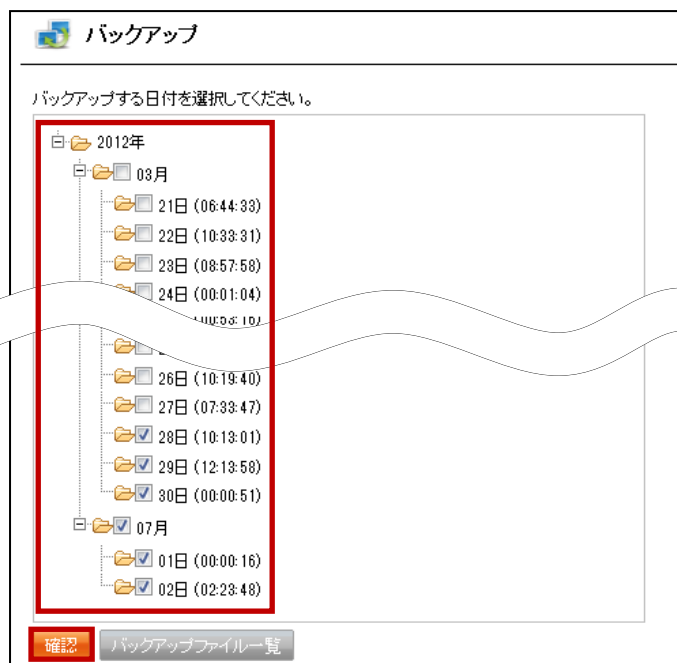 バックアップ
バックアップする日付を選択してください。
2012年
03月
21日 (06:44:33)
22日 (10:33:31)
23日 (08:57:58)
24日 (00:01:04)
26日 (10:19:40)
27日 (07:33:47)
28日 (10:13:01)
29日 (12:13:58)
30日 (00:00:51)
07月
01日 (00:00:16)
02日 (02:23:48)
確認 バックアップファイル一覧